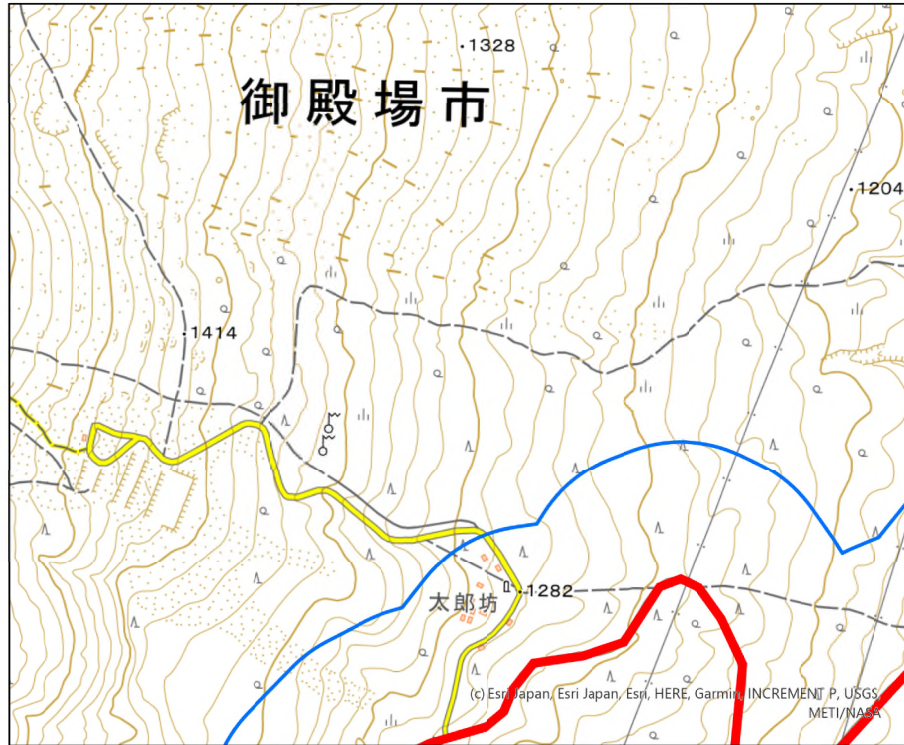 1328
御殿場市
1204
1414
1282
太郎坊
(c) Esri Japan, Esri Japan, Esri, HERE, Garmin, INCREMENT P, USGS,
METI/NASA